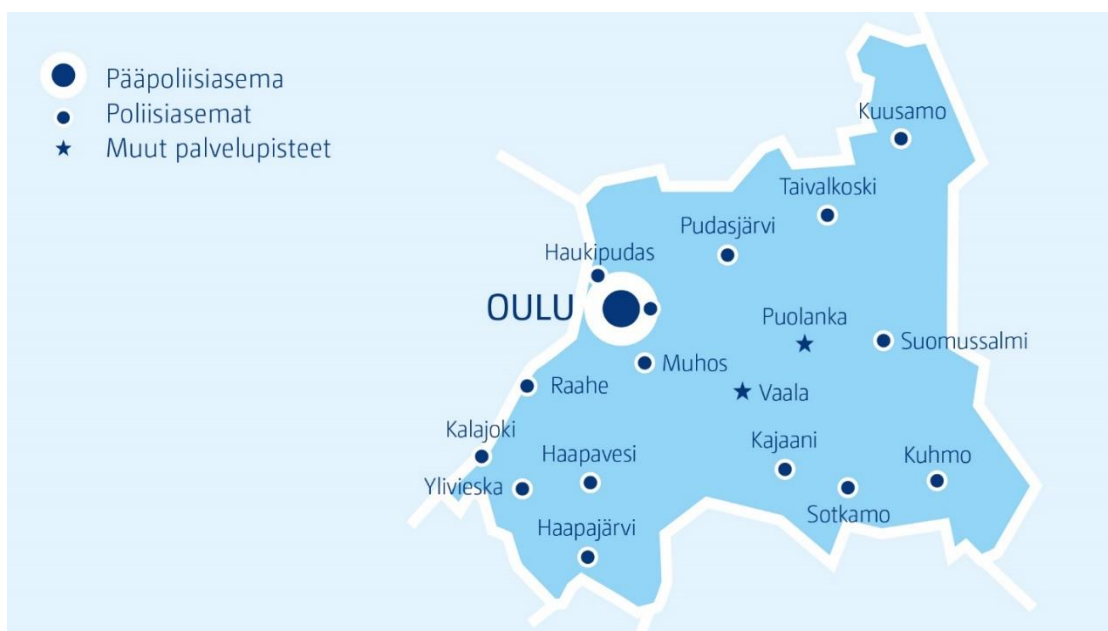 Pääpoliisiasema
Poliisiasemat
Muut palvelupisteet
Kuusamo
Taivalkoski
Pudasjärvi
Haukipudas
OULU
Puolanka
Suomussalmi
Muhos
Raahe
Vaala
Kalajoki
Haapavesi
Kajaani
Kuhmo
Ylivieska
Sotkamo
Haapajärvi